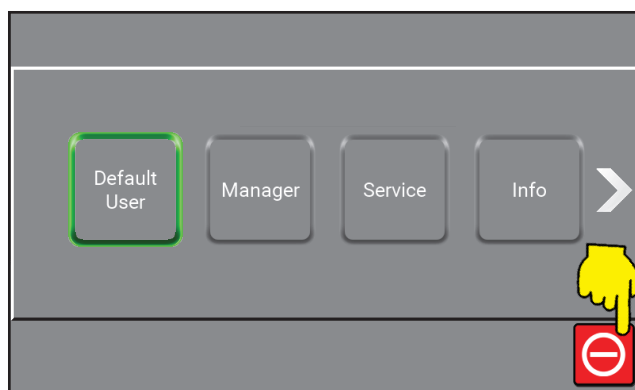 Default
User
Manager
Service
Info